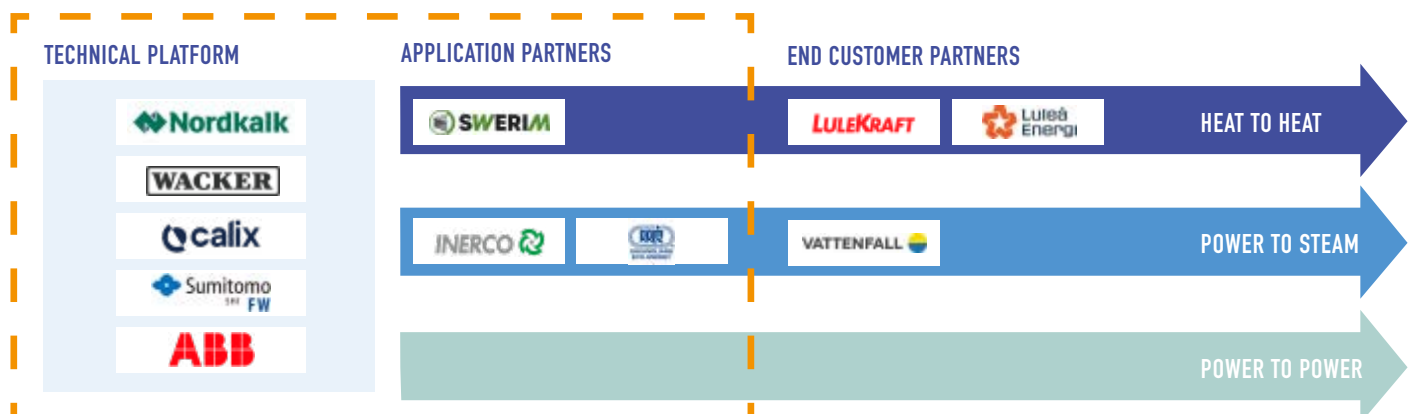 TECHNICAL PLATFORM
APPLICATION PARTNERS
END CUSTOMER PARTNERS
Nordkalk
WACKER
calix
Sumitomo
SHI FW
ABB
SWERIM
LULEKRAFT
Luleå
Energi
HEAT TO HEAT
INERCO
VATTENFALL
POWER TO STEAM
POWER TO POWER